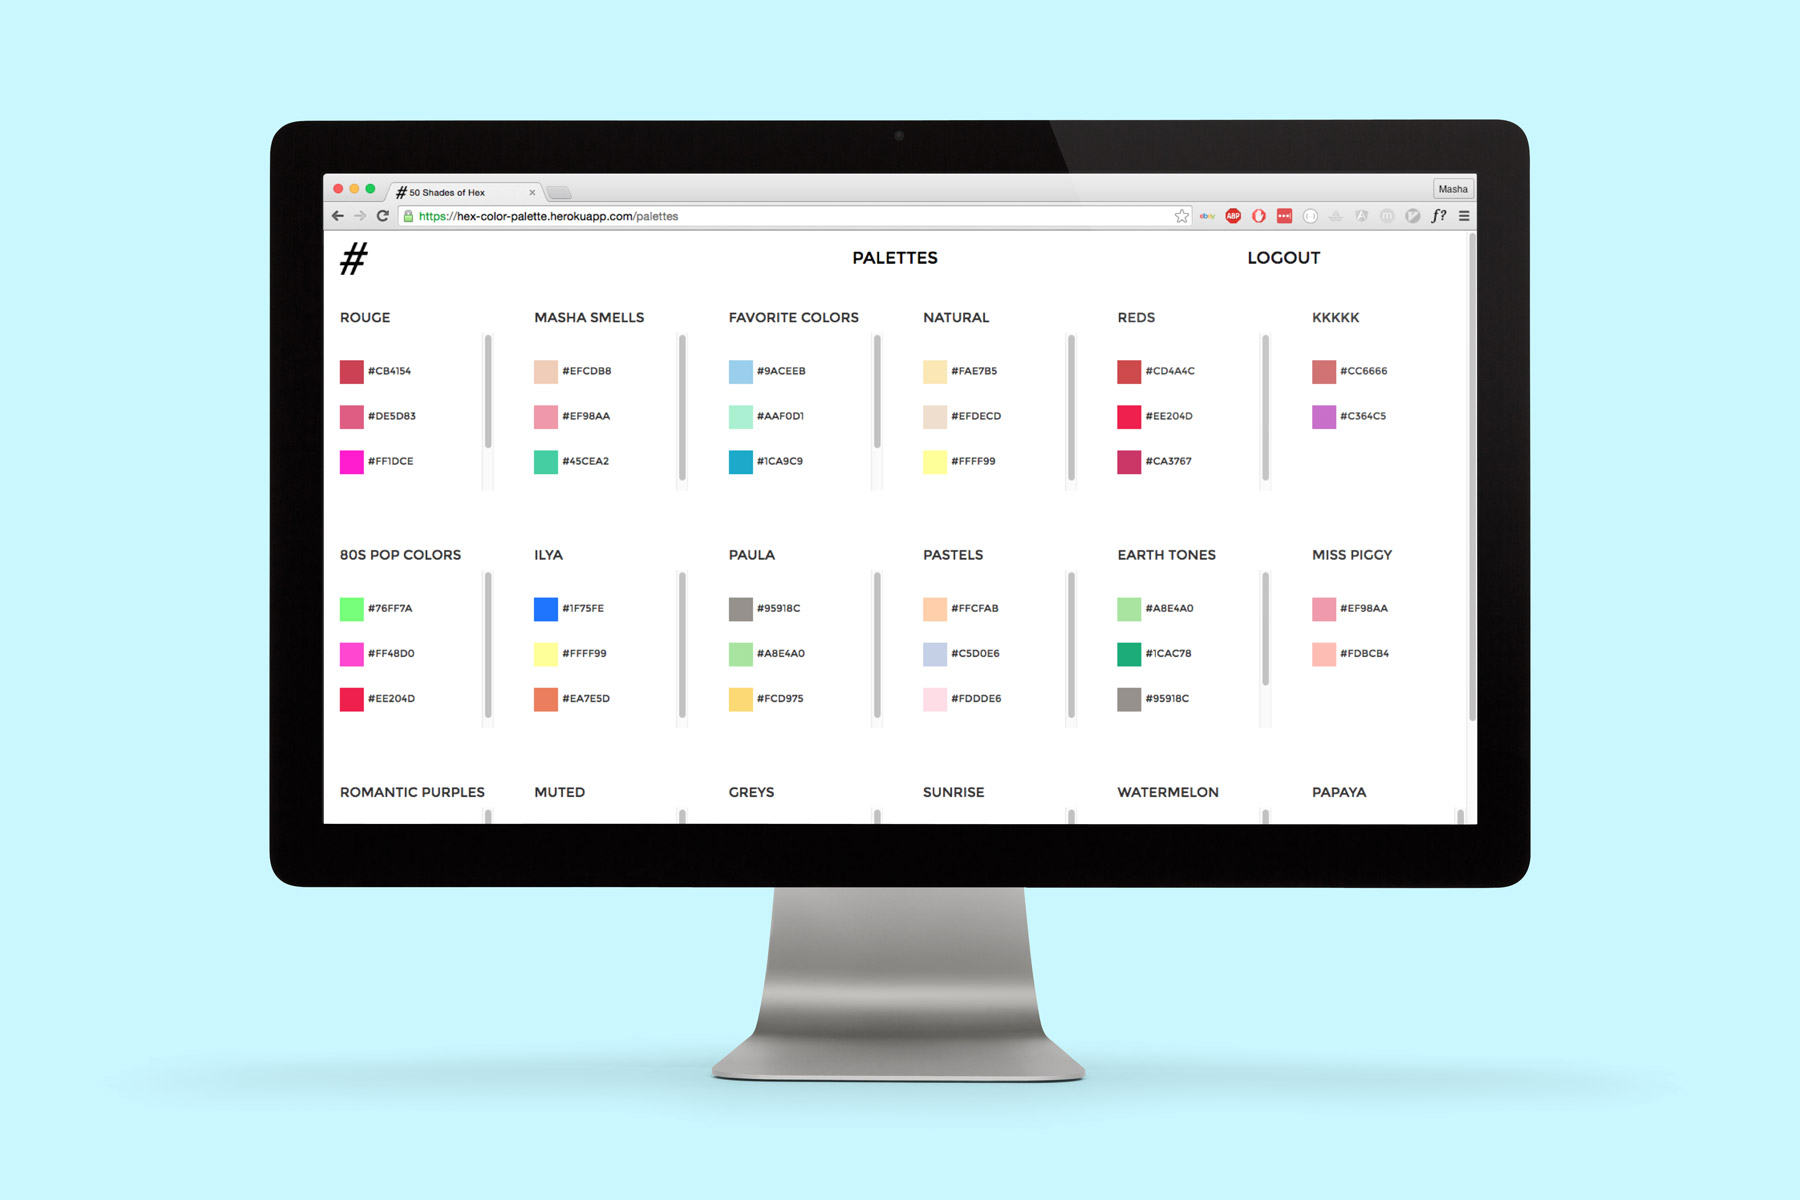 # 50 Shades of Hex
Masha
https://hex-color-palette.herokuapp.com/palettes
ebay ABP f?
# PALETTES LOGOUT
ROUGE MASHA SMELLS FAVORITE COLORS NATURAL REDS KKKKK
#CB4154 #EFCDB8 #9ACEEB #FAE7B5 #CD4A4C #CC6666
#DE5D83 #EF98AA #AAF0D1 #EFDECD #EE204D #C364C5
#FF1DCE #45CEA2 #1CA9C9 #FFFF99 #CA3767
80S POP COLORS ILYA PAULA PASTELS EARTH TONES MISS PIGGY
#76FF7A #1F75FE #95918C #FFCFAB #A8E4A0 #EF98AA
#FF48D0 #FFFF99 #A8E4A0 #C5D0E6 #1CAC78 #FDBCB4
#EE204D #EA7E5D #FCD975 #FDDDE6 #95918C
ROMANTIC PURPLES MUTED GREYS SUNRISE WATERMELON PAPAYA